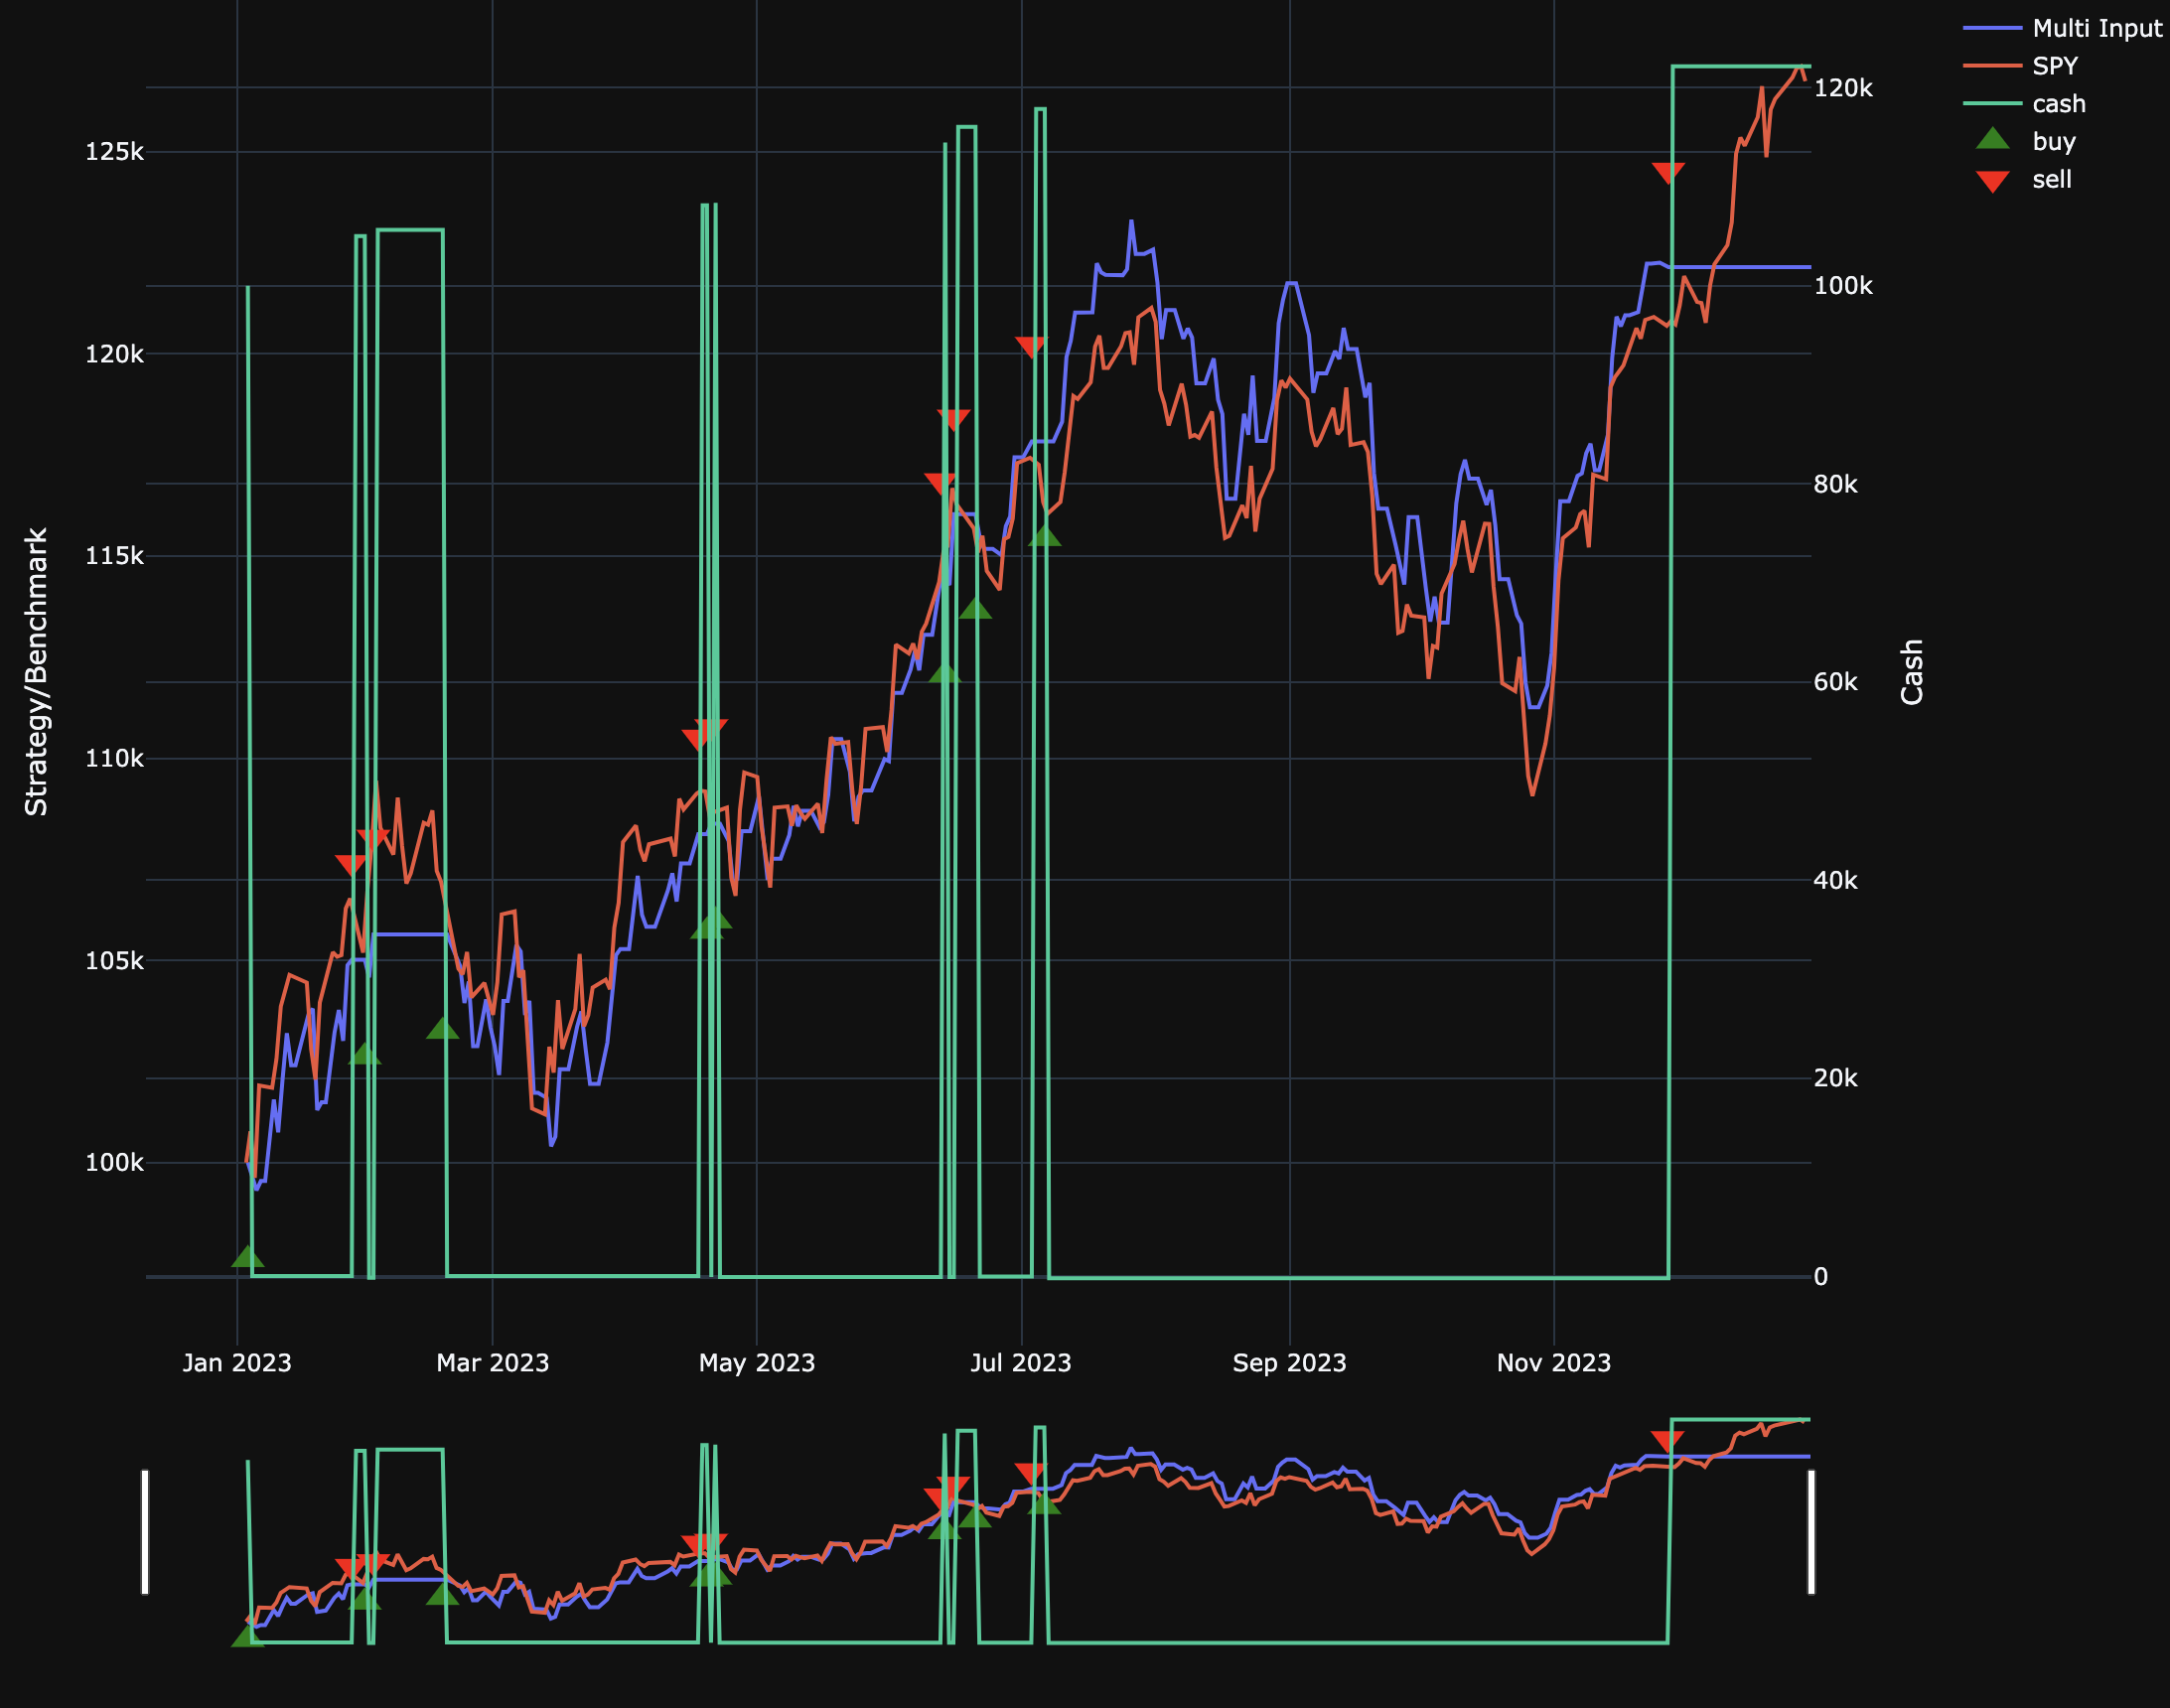 Multi Input
SPY
cash
buy
sell
Strategy/Benchmark
125k
120k
115k
110k
105k
100k
120k
100k
80k
60k
40k
20k
0
Cash
Jan 2023
Mar 2023
May 2023
Jul 2023
Sep 2023
Nov 2023